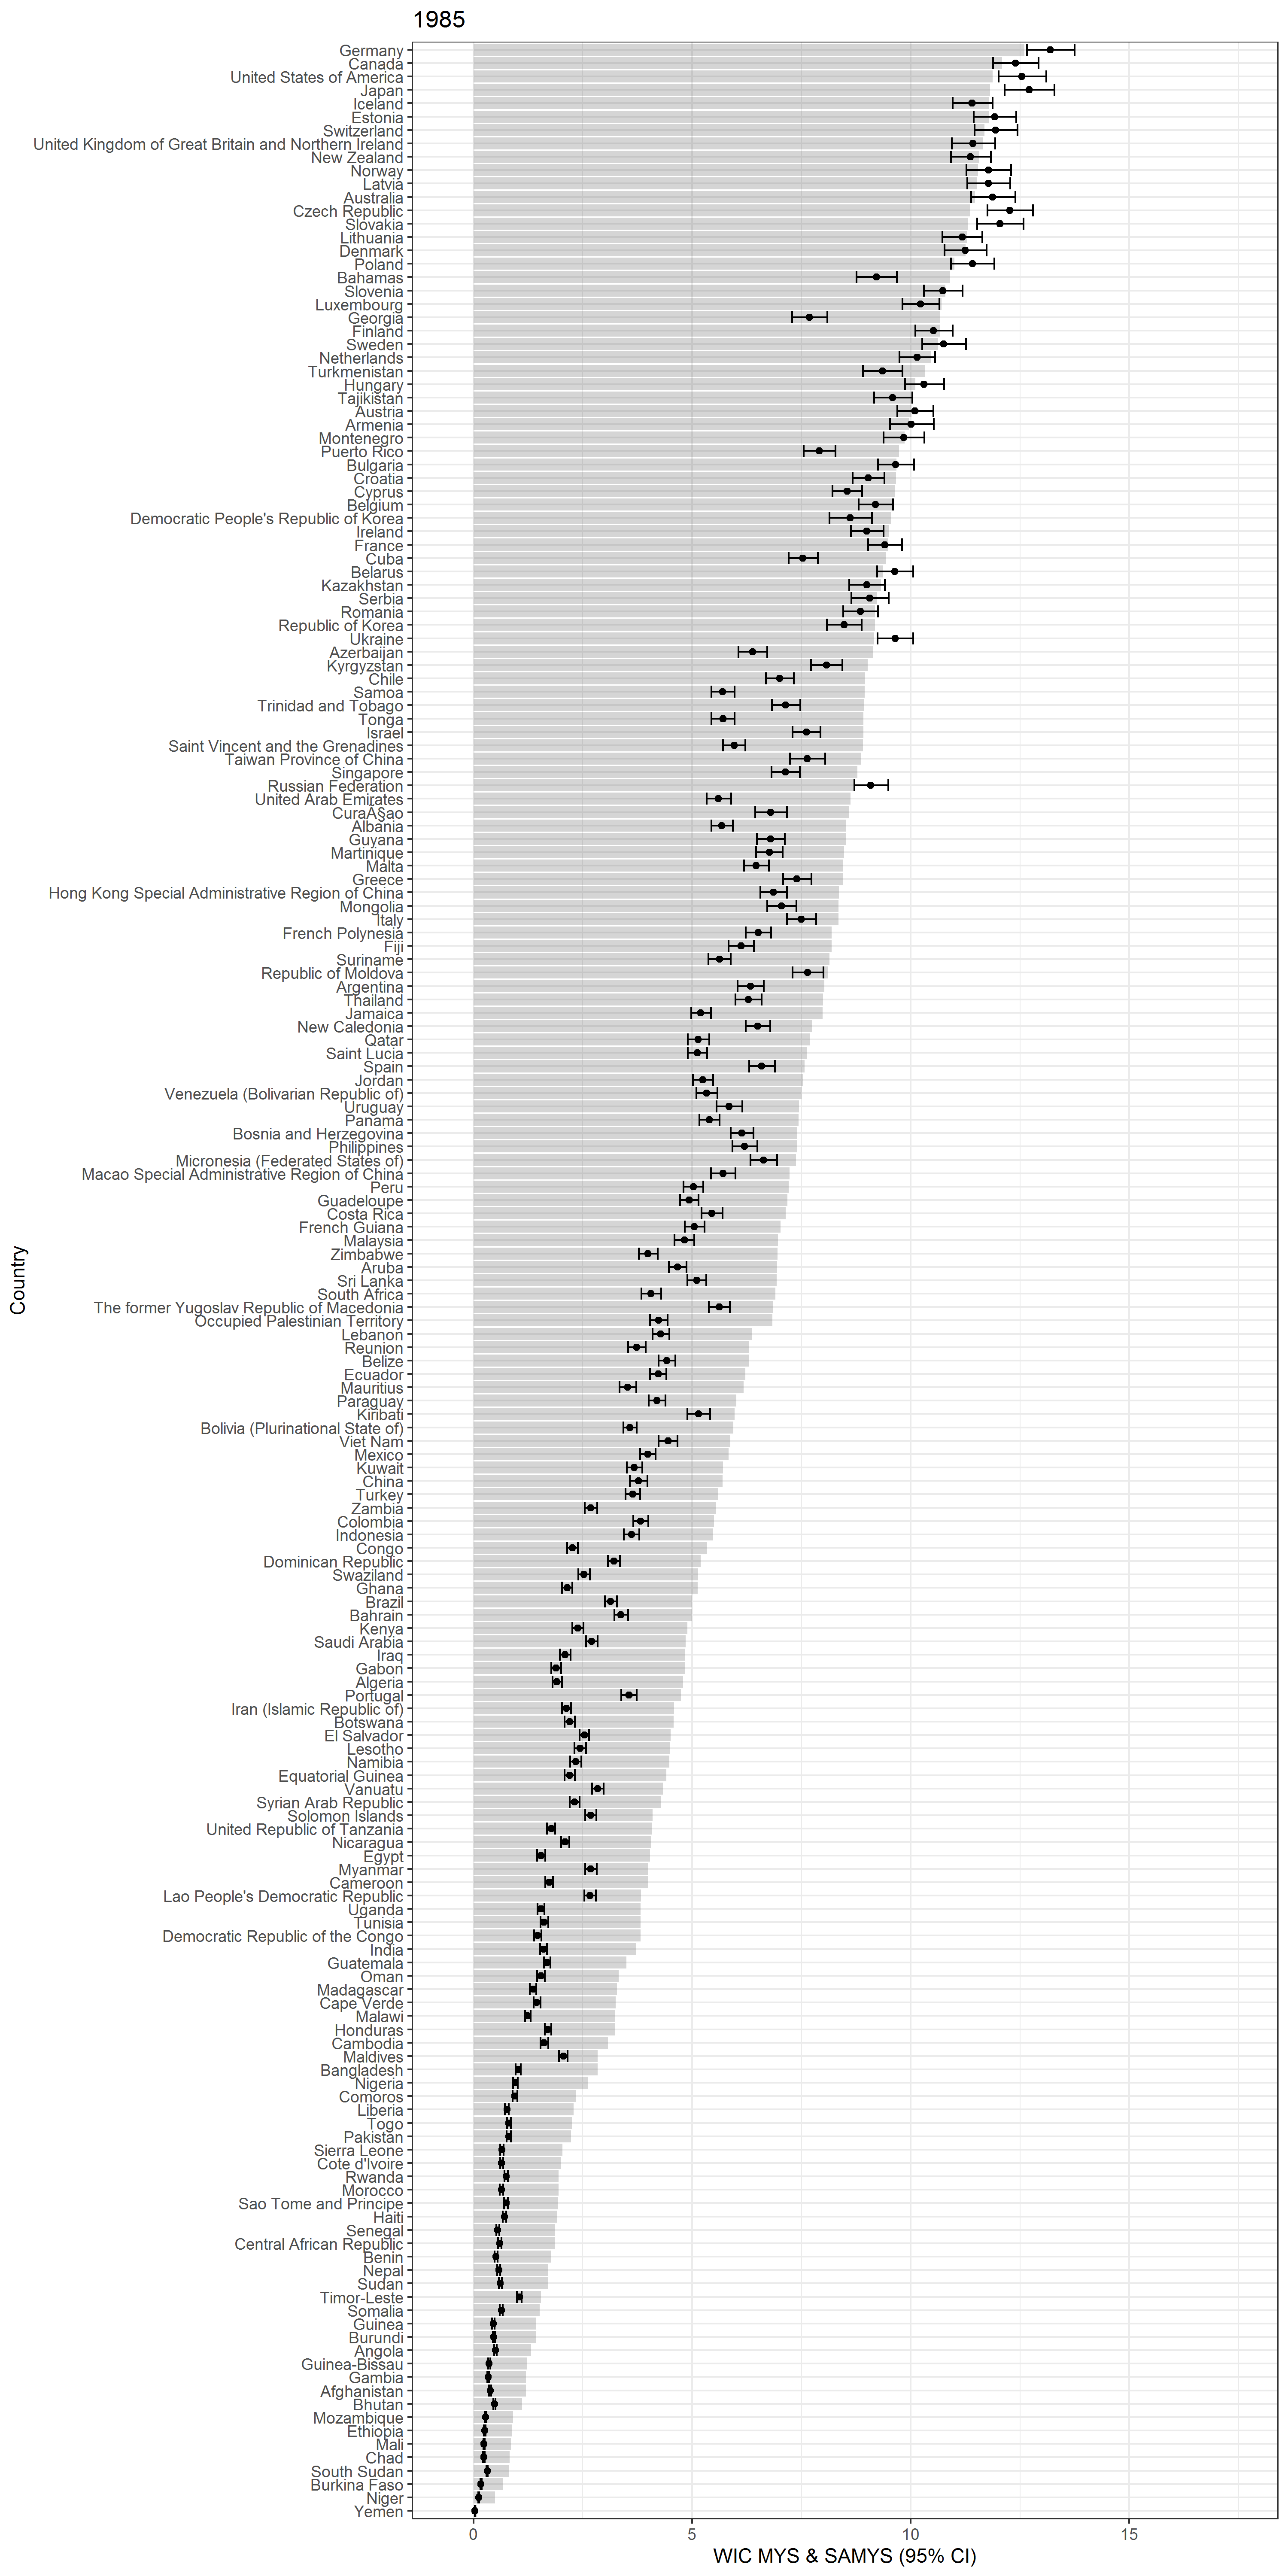 1985
Germany
Canada
United States of America
Japan
Iceland
Estonia
Switzerland
United Kingdom of Great Britain and Northern Ireland
New Zealand
Norway
Latvia
Australia
Czech Republic
Slovakia
Lithuania
Denmark
Poland
Bahamas
Slovenia
Luxembourg
Georgia
Finland
Sweden
Netherlands
Turkmenistan
Hungary
Tajikistan
Austria
Armenia
Montenegro
Puerto Rico
Bulgaria
Croatia
Cyprus
Belgium
Democratic People's Republic of Korea
Ireland
France
Cuba
Belarus
Kazakhstan
Serbia
Romania
Republic of Korea
Ukraine
Azerbaijan
Kyrgyzstan
Chile
Samoa
Trinidad and Tobago
Tonga
Israel
Saint Vincent and the Grenadines
Taiwan Province of China
Singapore
Russian Federation
United Arab Emirates
CuraÃ§ao
Albania
Guyana
Martinique
Malta
Greece
Hong Kong Special Administrative Region of China
Mongolia
Italy
French Polynesia
Fiji
Suriname
Republic of Moldova
Argentina
Thailand
Jamaica
New Caledonia
Qatar
Saint Lucia
Spain
Jordan
Venezuela (Bolivarian Republic of)
Uruguay
Panama
Bosnia and Herzegovina
Philippines
Micronesia (Federated States of)
Macao Special Administrative Region of China
Peru
Guadeloupe
Costa Rica
French Guiana
Malaysia
Zimbabwe
Aruba
Sri Lanka
South Africa
The former Yugoslav Republic of Macedonia
Occupied Palestinian Territory
Lebanon
Reunion
Belize
Ecuador
Mauritius
Paraguay
Kiribati
Bolivia (Plurinational State of)
Viet Nam
Mexico
Kuwait
China
Turkey
Zambia
Colombia
Indonesia
Congo
Dominican Republic
Swaziland
Ghana
Brazil
Bahrain
Kenya
Saudi Arabia
Iraq
Gabon
Algeria
Portugal
Iran (Islamic Republic of)
Botswana
El Salvador
Lesotho
Namibia
Equatorial Guinea
Vanuatu
Syrian Arab Republic
Solomon Islands
United Republic of Tanzania
Nicaragua
Egypt
Myanmar
Cameroon
Lao People's Democratic Republic
Uganda
Tunisia
Democratic Republic of the Congo
India
Guatemala
Oman
Madagascar
Cape Verde
Malawi
Honduras
Cambodia
Maldives
Bangladesh
Nigeria
Comoros
Liberia
Togo
Pakistan
Sierra Leone
Cote d'Ivoire
Rwanda
Morocco
Sao Tome and Principe
Haiti
Senegal
Central African Republic
Benin
Nepal
Sudan
Timor-Leste
Somalia
Guinea
Burundi
Angola
Guinea-Bissau
Gambia
Afghanistan
Bhutan
Mozambique
Ethiopia
Mali
Chad
South Sudan
Burkina Faso
Niger
Yemen
Country
0 5 10 15
WIC MYS & SAMYS (95% CI)